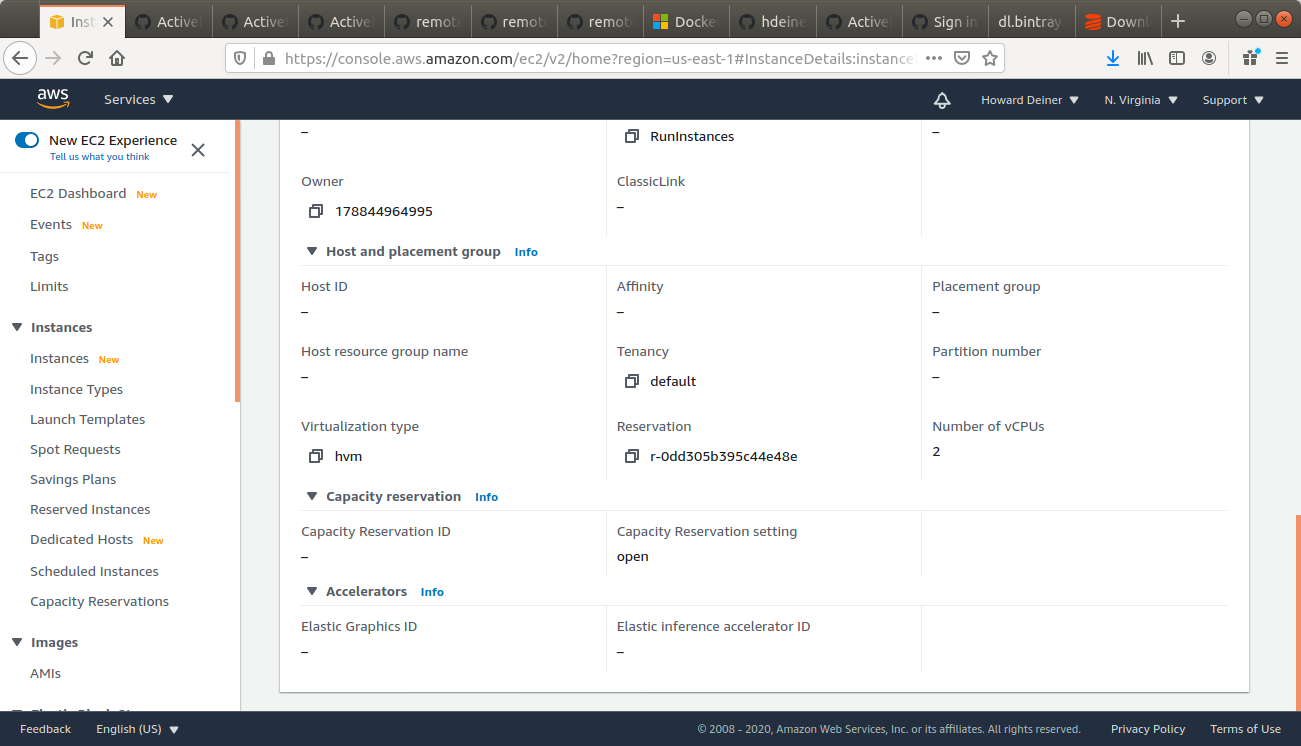 Inst
Active
Active
Active
remote
remote
remote
Docke
hdeine
Active
Sign in
dl.bintray.
Downl
https://console.aws.amazon.com/ec2/v2/home?region=us-east-1#InstanceDetails:instance
aws
Services
Howard Deiner
N. Virginia
Support
New EC2 Experience
Tell us what you think
EC2 Dashboard New
Events New
Tags
Limits
Instances
Instances New
Instance Types
Launch Templates
Spot Requests
Savings Plans
Reserved Instances
Dedicated Hosts New
Scheduled Instances
Capacity Reservations
Images
AMIs
–
RunInstances
–
Owner
178844964995
ClassicLink
–
Host and placement group Info
Host ID
–
Affinity
–
Placement group
–
Host resource group name
–
Tenancy
default
Partition number
–
Virtualization type
hvm
Reservation
r-0dd305b395c44e48e
Number of vCPUs
2
Capacity reservation Info
Capacity Reservation ID
–
Capacity Reservation setting
open
Accelerators Info
Elastic Graphics ID
–
Elastic inference accelerator ID
–
Feedback
English (US)
© 2008 - 2020, Amazon Web Services, Inc. or its affiliates. All rights reserved.
Privacy Policy
Terms of Use